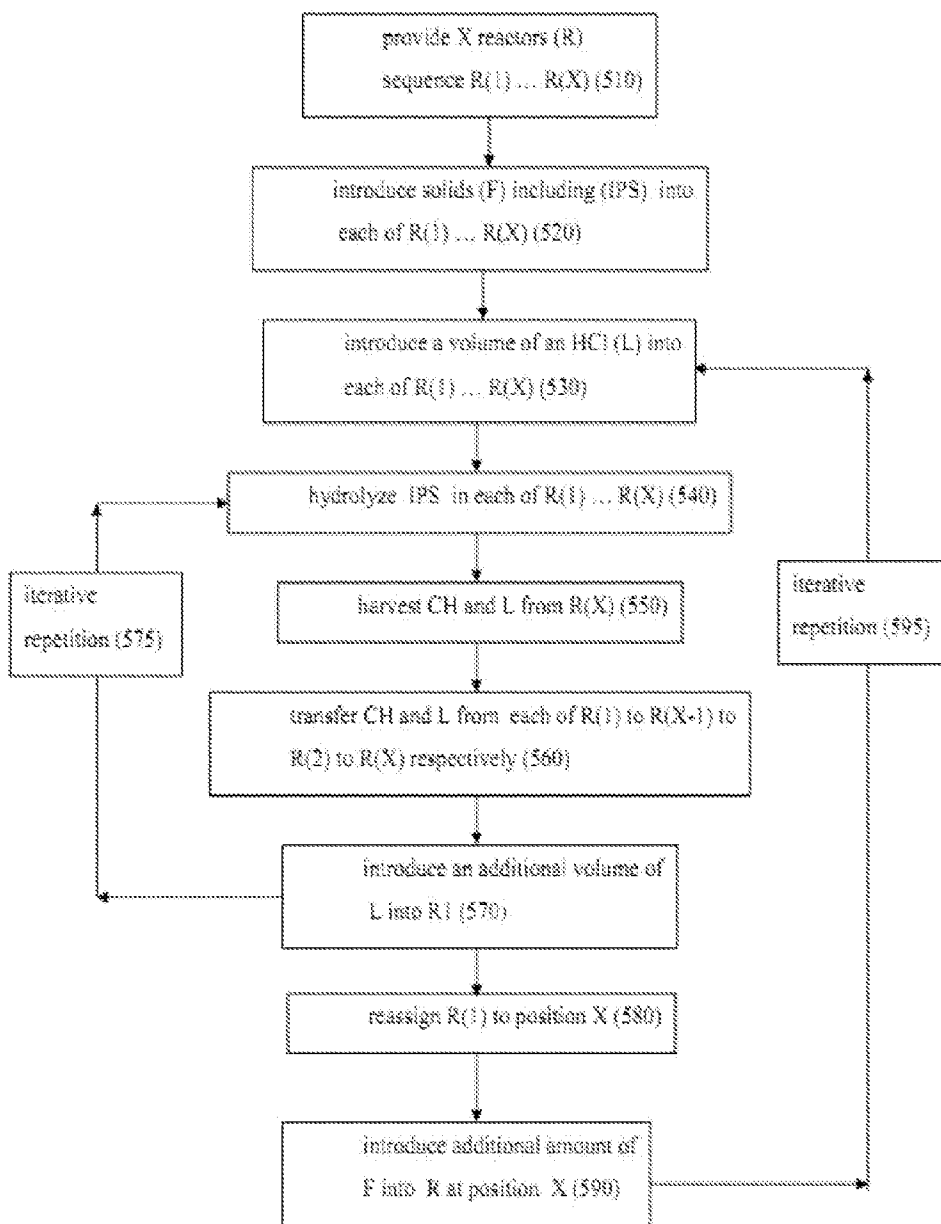 provide X reactors (R)
sequence R(1) ... R(X) (510)
introduce solids (F) including (IPS) into
each of R(1) ... R(X) (520)
introduce a volume of an HCl (L) into
each of R(1) ... R(X) (530)
hydrolyze IPS in each of R(1) ... R(X) (540)
iterative
repetition (575)
iterative
repetition (595)
harvest CH and L from R(X) (550)
transfer CH and L from each of R(1) to R(X-1) to
R(2) to R(X) respectively (560)
introduce an additional volume of
L into R1 (570)
reassign R(1) to position X (580)
introduce additional amount of
F into R at position X (590)